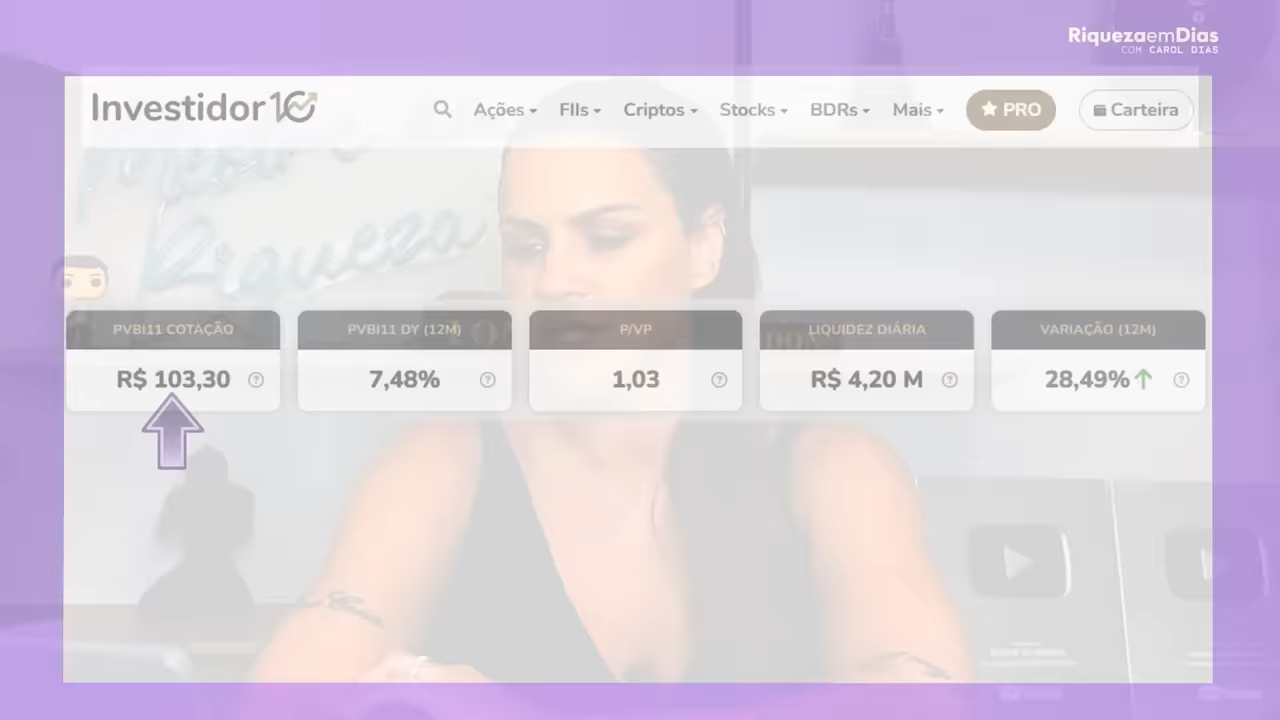 RiquezaemDias
COM CAROL DIAS
Investidor10
Ações
FIIs
Criptos
Stocks
BDRs
Mais
PRO
Carteira
Riqueza
PVBI11 COTAÇÃO
PVBI11 DY (12M)
P/VP
LIQUIDEZ DIÁRIA
VARIAÇÃO (12M)
R$ 103,30
7,48%
1,03
R$ 4,20 M
28,49%